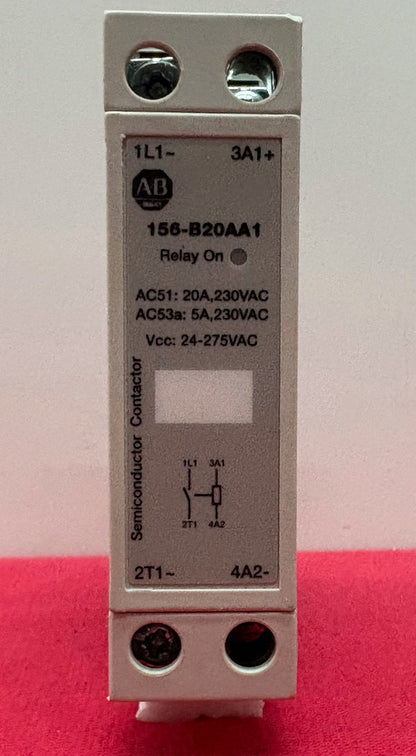 1L1~ 3A1+
AB
156-B20AA1
Relay On
AC51: 20A,230VAC
AC53a: 5A,230VAC
Vcc: 24-275VAC
Semiconductor Contactor
1L1 3A1
2T1 4A2
2T1~ 4A2-